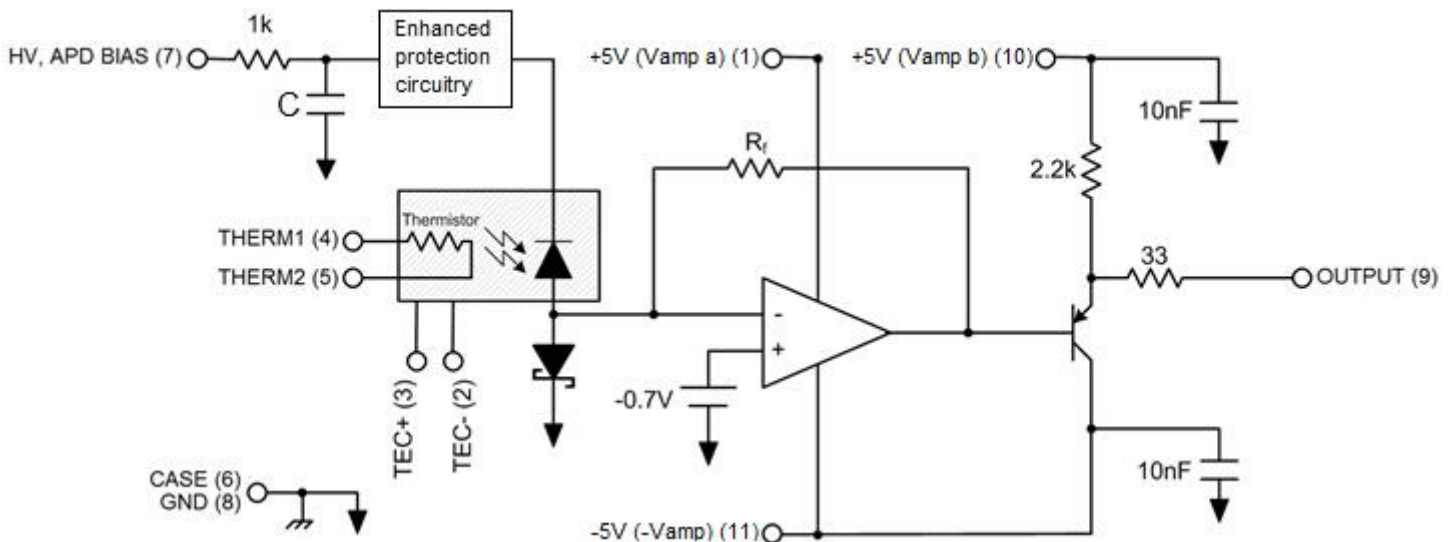 1k
HV, APD BIAS (7)
Enhanced
protection
circuitry
C
+5V (Vamp a) (1)
+5V (Vamp b) (10)
10nF
Rf
2.2k
Thermistor
THERM1 (4)
THERM2 (5)
33
OUTPUT (9)
-
+
-0.7V
TEC+ (3)
TEC- (2)
CASE (6)
GND (8)
10nF
-5V (-Vamp) (11)